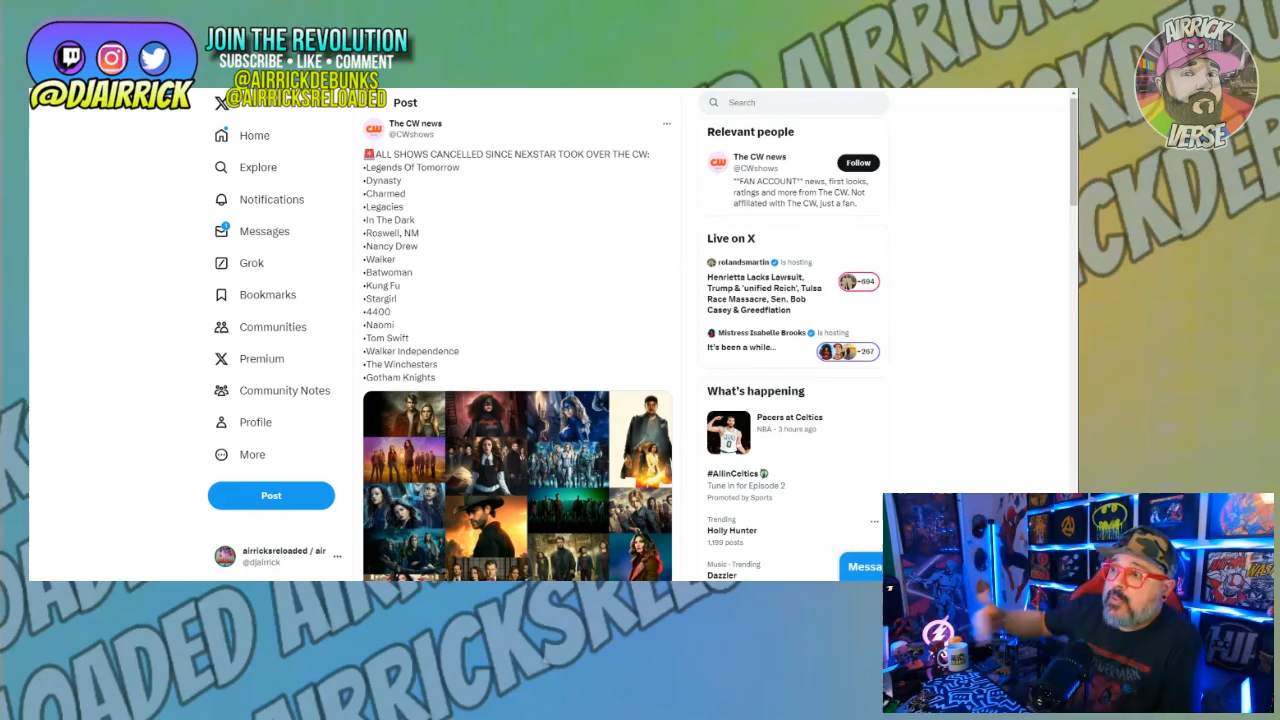 JOIN THE REVOLUTION
SUBSCRIBE • LIKE • COMMENT
@AIRRICKDEBUNKS
@AIRRICKSRELOADED
@DJAIRRICK
AIRRICK
VERSE
Home
Explore
Notifications
1
Messages
Grok
Bookmarks
Communities
Premium
Community Notes
Profile
More
Post
airricksreloaded / air
@djairrick
Post
The CW news
@CWshows
🚨ALL SHOWS CANCELLED SINCE NEXSTAR TOOK OVER THE CW:
•Legends Of Tomorrow
•Dynasty
•Charmed
•Legacies
•In The Dark
•Roswell, NM
•Nancy Drew
•Walker
•Batwoman
•Kung Fu
•Stargirl
•4400
•Naomi
•Tom Swift
•Walker Independence
•The Winchesters
•Gotham Knights
Search
Relevant people
The CW news
@CWshows
Follow
**FAN ACCOUNT** news, first looks,
ratings and more from The CW. Not
affiliated with The CW, just a fan.
Live on X
rolandsmartin is hosting
Henrietta Lacks Lawsuit,
Trump & 'unified Reich', Tulsa
Race Massacre, Sen. Bob
Casey & Greedflation
+694
Mistress Isabelle Brooks is hosting
It's been a while...
+267
What's happening
Pacers at Celtics
NBA · 3 hours ago
#AllInCeltics
Tune in for Episode 2
Promoted by Sports
Trending
Holly Hunter
1,199 posts
Music · Trending
Dazzler
Messa
LOADED AIRRICKSRELOADED
AIRRICKSRE
AIRRICKDE